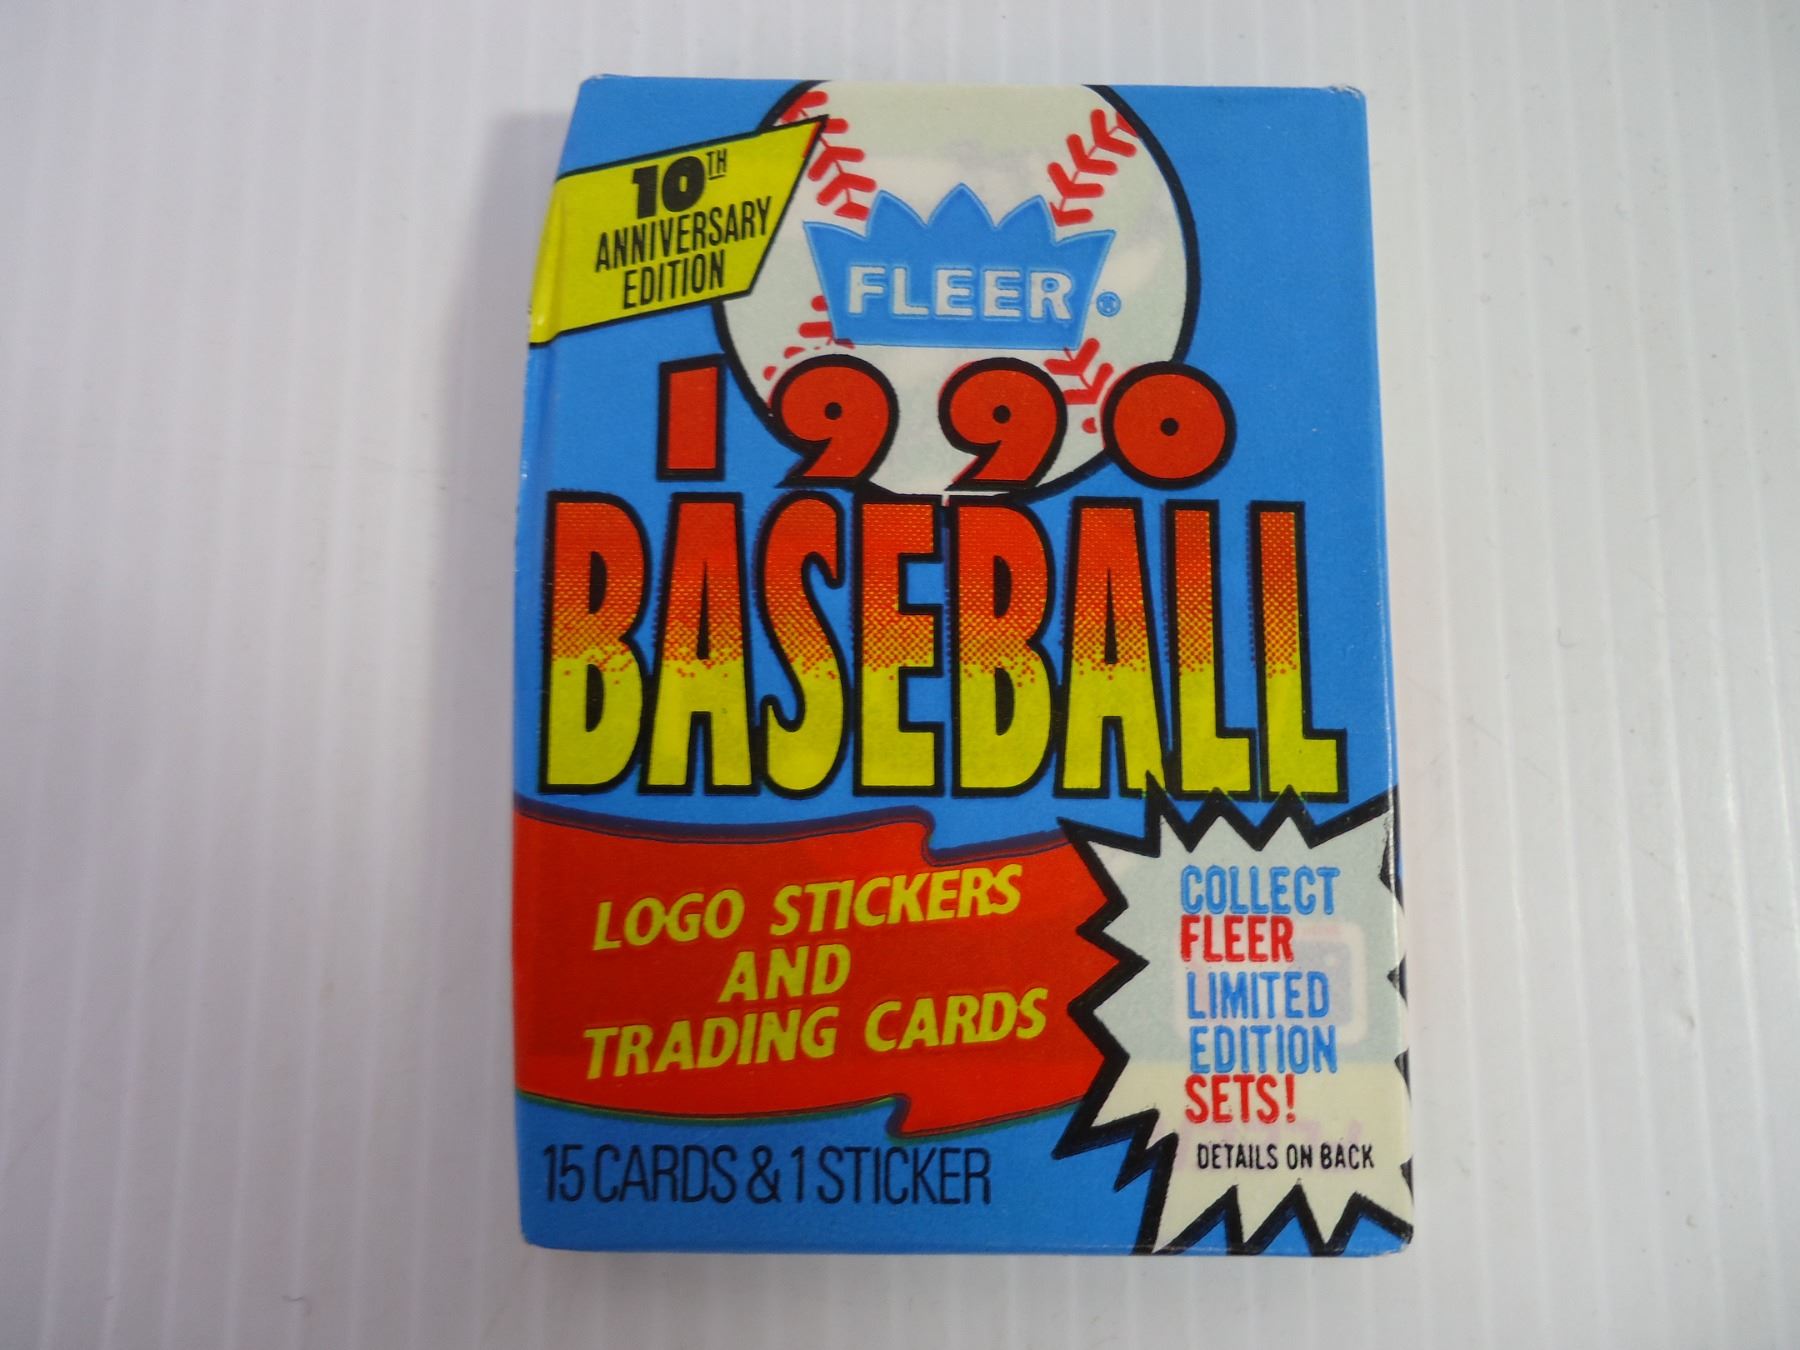 10TH
ANNIVERSARY
EDITION
FLEER®
1990
BASEBALL
LOGO STICKERS
AND
TRADING CARDS
15 CARDS & 1 STICKER
COLLECT
FLEER
LIMITED
EDITION
SETS!
DETAILS ON BACK